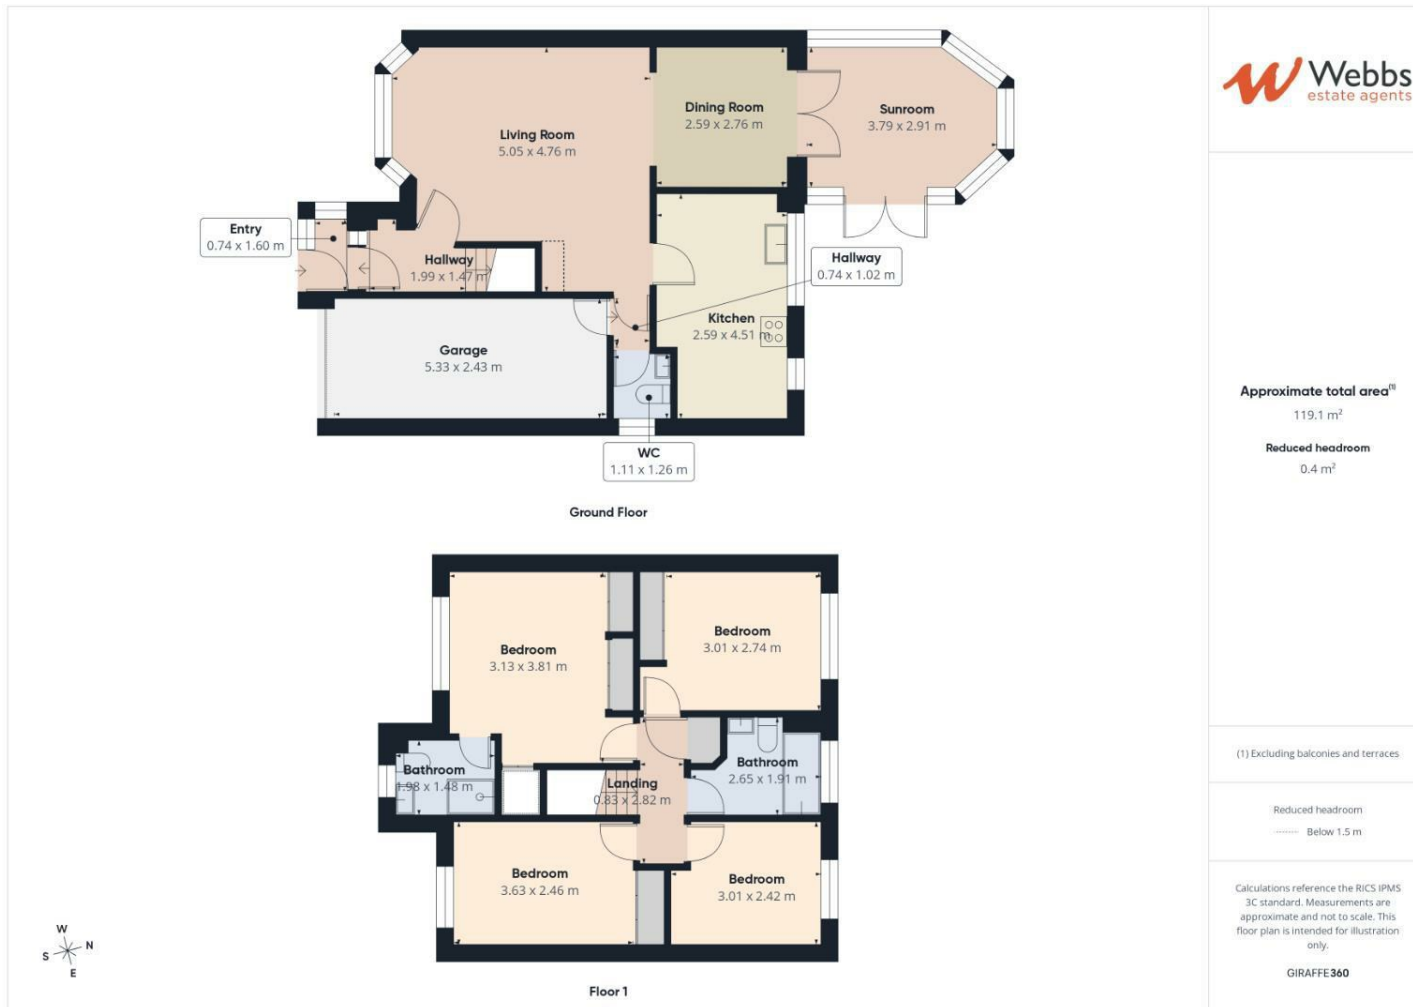 Living Room
5.05 x 4.76 m
Dining Room
2.59 x 2.76 m
Sunroom
3.79 x 2.91 m
Entry
0.74 x 1.60 m
Hallway
1.99 x 1.47 m
Hallway
0.74 x 1.02 m
Kitchen
2.59 x 4.51 m
Garage
5.33 x 2.43 m
WC
1.11 x 1.26 m
Ground Floor
Bedroom
3.13 x 3.81 m
Bedroom
3.01 x 2.74 m
Bathroom
1.98 x 1.48 m
Landing
0.83 x 2.82 m
Bathroom
2.65 x 1.91 m
Bedroom
3.63 x 2.46 m
Bedroom
3.01 x 2.42 m
Floor 1
W
N
S
E
Webbs
estate agents
Approximate total area(1)
119.1 m²
Reduced headroom
0.4 m²
(1) Excluding balconies and terraces
Reduced headroom
Below 1.5 m
Calculations reference the RICS IPMS
3C standard. Measurements are
approximate and not to scale. This
floor plan is intended for illustration
only.
GIRAFFE360